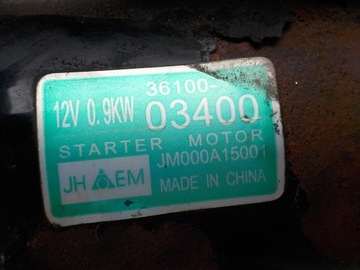 36100-
12V 0.9KW 03400
STARTER MOTOR
JM000A15001
JH EM
MADE IN CHINA